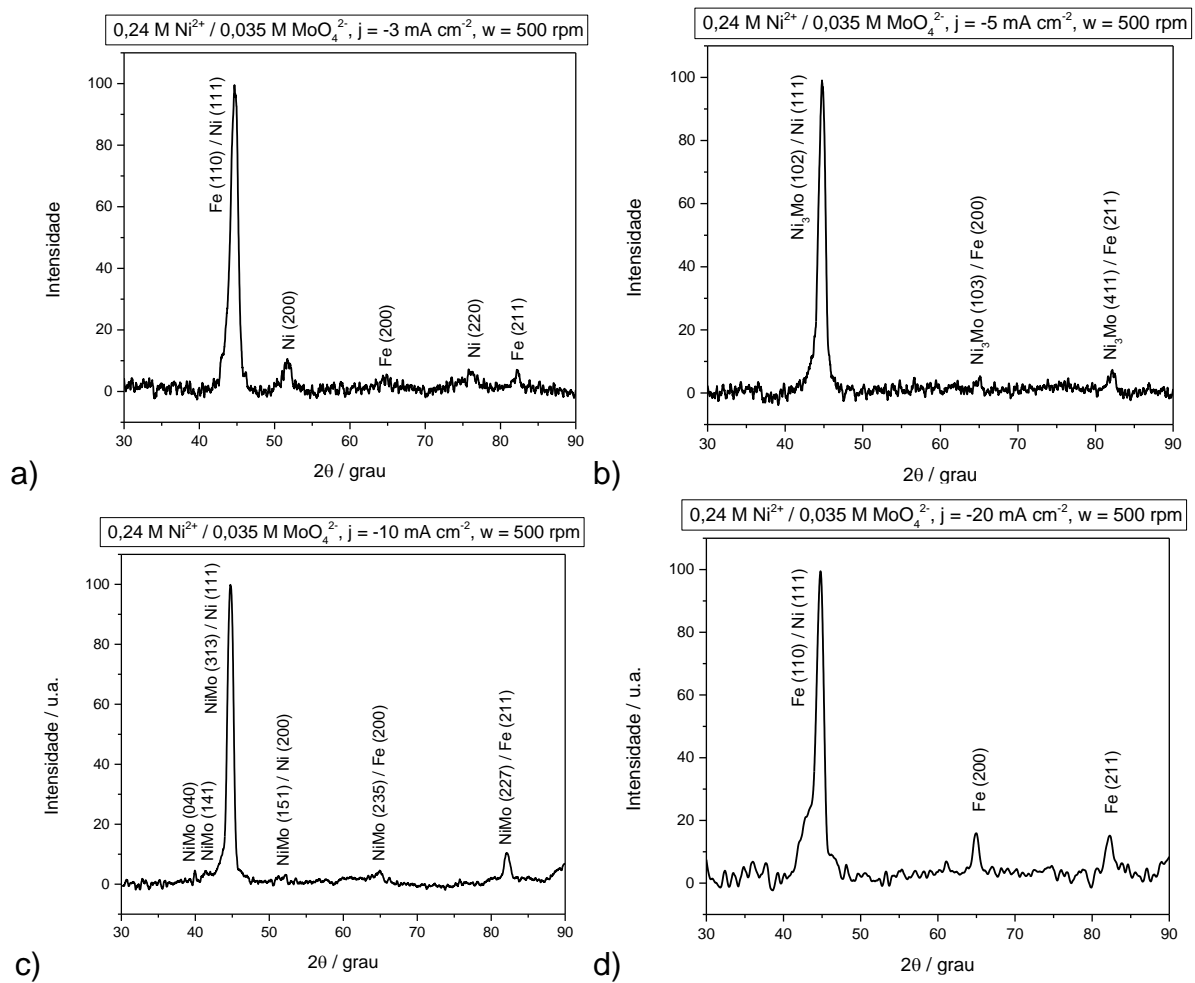 0,24 M Ni²⁺ / 0,035 M MoO₄²⁻, j = -3 mA cm⁻², w = 500 rpm
Intensidade
100
80
60
40
20
0
Fe (110) / Ni (111)
Ni (200)
Fe (200)
Ni (220)
Fe (211)
30 40 50 60 70 80 90
2θ / grau
a)
0,24 M Ni²⁺ / 0,035 M MoO₄²⁻, j = -5 mA cm⁻², w = 500 rpm
Intensidade
100
80
60
40
20
0
Ni₃Mo (102) / Ni (111)
Ni₃Mo (103) / Fe (200)
Ni₃Mo (411) / Fe (211)
30 40 50 60 70 80 90
2θ / grau
b)
0,24 M Ni²⁺ / 0,035 M MoO₄²⁻, j = -10 mA cm⁻², w = 500 rpm
Intensidade / u.a.
100
80
60
40
20
0
NiMo (040)
NiMo (141)
NiMo (313) / Ni (111)
NiMo (151) / Ni (200)
NiMo (235) / Fe (200)
NiMo (227) / Fe (211)
30 40 50 60 70 80 90
2θ / grau
c)
0,24 M Ni²⁺ / 0,035 M MoO₄²⁻, j = -20 mA cm⁻², w = 500 rpm
Intensidade / u.a.
100
80
60
40
20
0
Fe (110) / Ni (111)
Fe (200)
Fe (211)
30 40 50 60 70 80 90
2θ / grau
d)